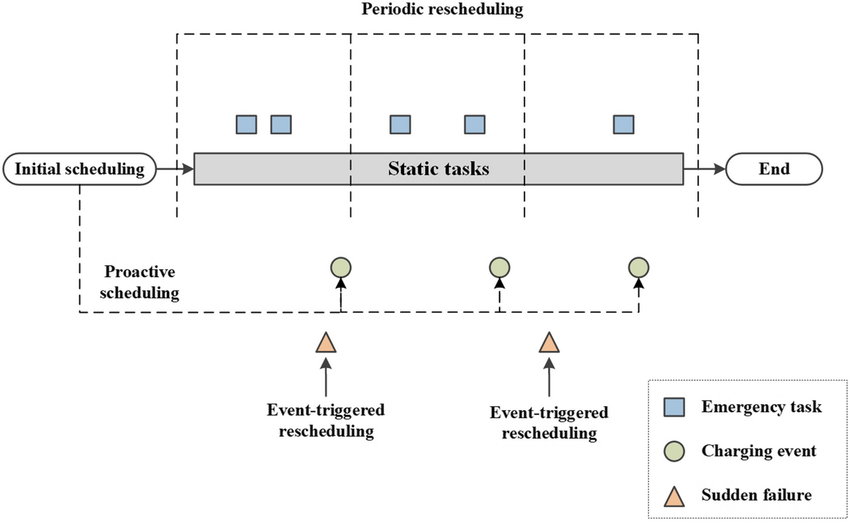 Periodic rescheduling
Initial scheduling
Static tasks
End
Proactive
scheduling
Event-triggered
rescheduling
Event-triggered
rescheduling
Emergency task
Charging event
Sudden failure